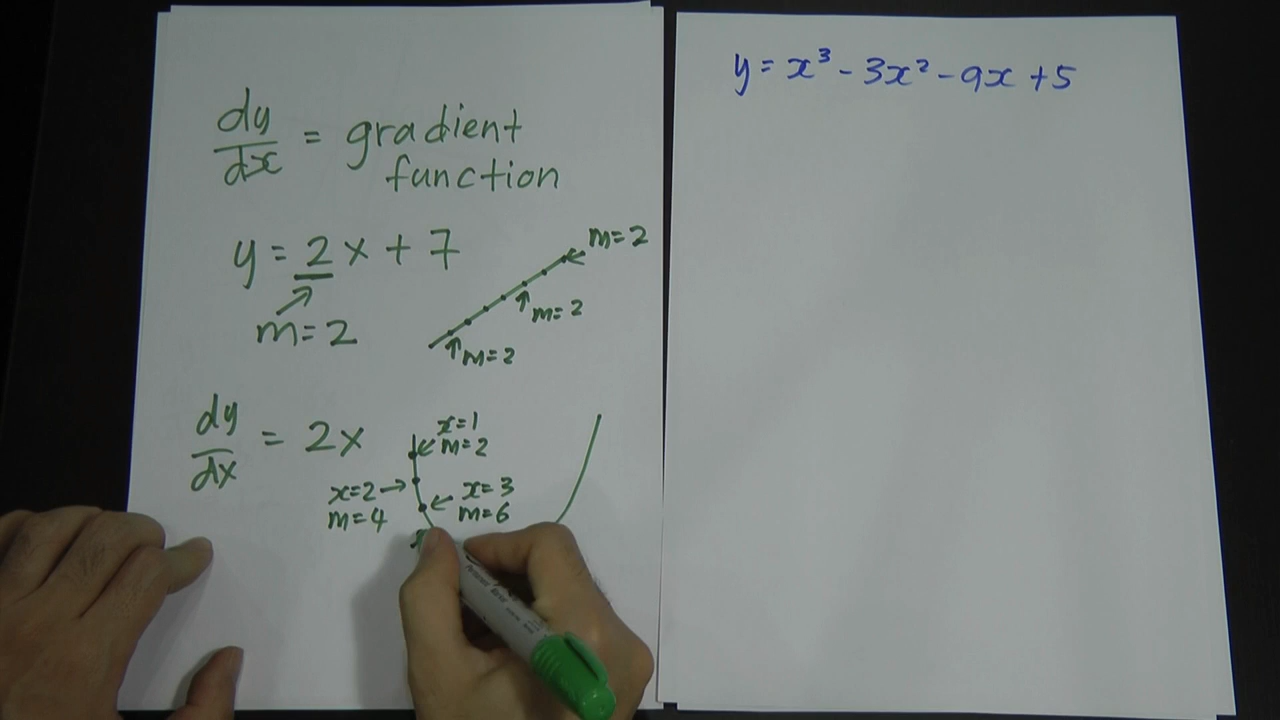 dy/dx = gradient
function
y = 2x + 7
m=2
m=2
m=2
m=2
dy/dx = 2x
x=1
m=2
x=2
m=4
x=3
m=6
y = x³ - 3x² - 9x + 5